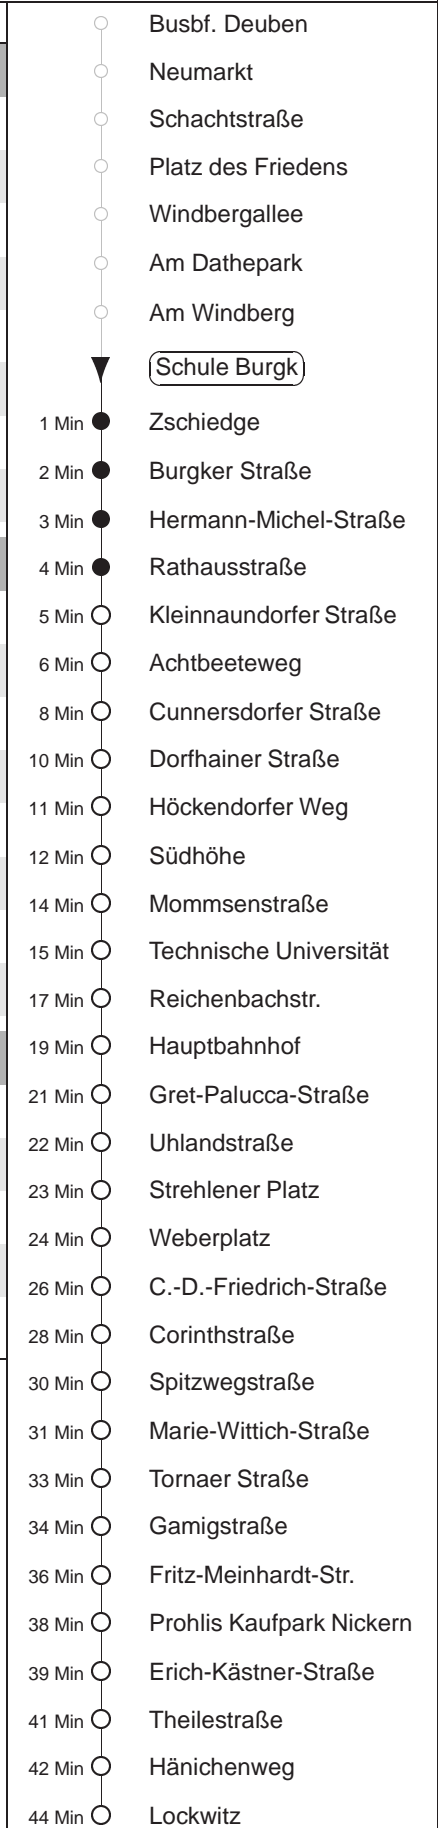 Busbf. Deuben
Neumarkt
Schachtstraße
Platz des Friedens
Windbergallee
Am Dathepark
Am Windberg
Schule Burgk
1 Min Zschiedge
2 Min Burgker Straße
3 Min Hermann-Michel-Straße
4 Min Rathausstraße
5 Min Kleinnaundorfer Straße
6 Min Achtbeeteweg
8 Min Cunnersdorfer Straße
10 Min Dorfhainer Straße
11 Min Höckendorfer Weg
12 Min Südhöhe
14 Min Mommsenstraße
15 Min Technische Universität
17 Min Reichenbachstr.
19 Min Hauptbahnhof
21 Min Gret-Palucca-Straße
22 Min Uhlandstraße
23 Min Strehlener Platz
24 Min Weberplatz
26 Min C.-D.-Friedrich-Straße
28 Min Corinthstraße
30 Min Spitzwegstraße
31 Min Marie-Wittich-Straße
33 Min Tornaer Straße
34 Min Gamigstraße
36 Min Fritz-Meinhardt-Str.
38 Min Prohlis Kaufpark Nickern
39 Min Erich-Kästner-Straße
41 Min Theilestraße
42 Min Hänichenweg
44 Min Lockwitz